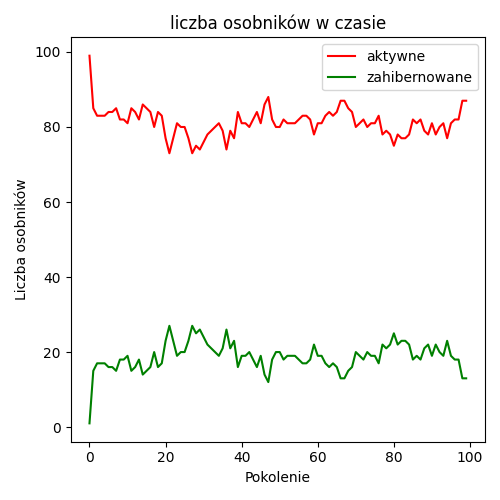 liczba osobników w czasie
aktywne
zahibernowane
Liczba osobników
100
80
60
40
20
0
0 20 40 60 80 100
Pokolenie